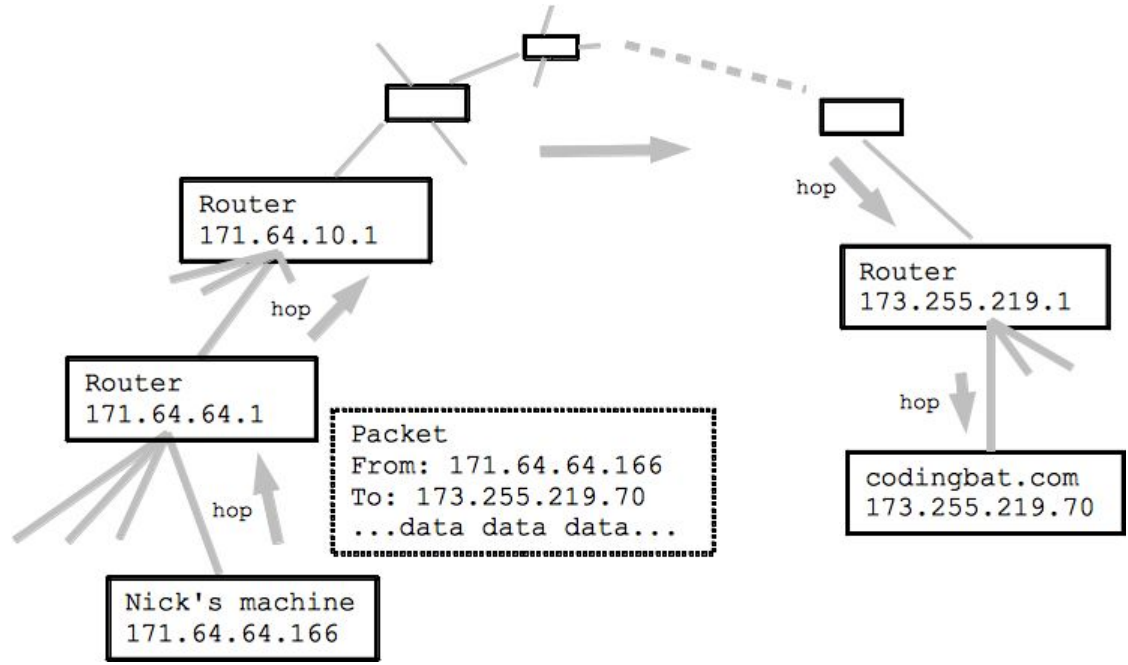 hop
Router
171.64.10.1
Router
173.255.219.1
hop
Router
171.64.64.1
hop
Packet
From: 171.64.64.166
To: 173.255.219.70
...data data data...
hop
codingbat.com
173.255.219.70
Nick's machine
171.64.64.166